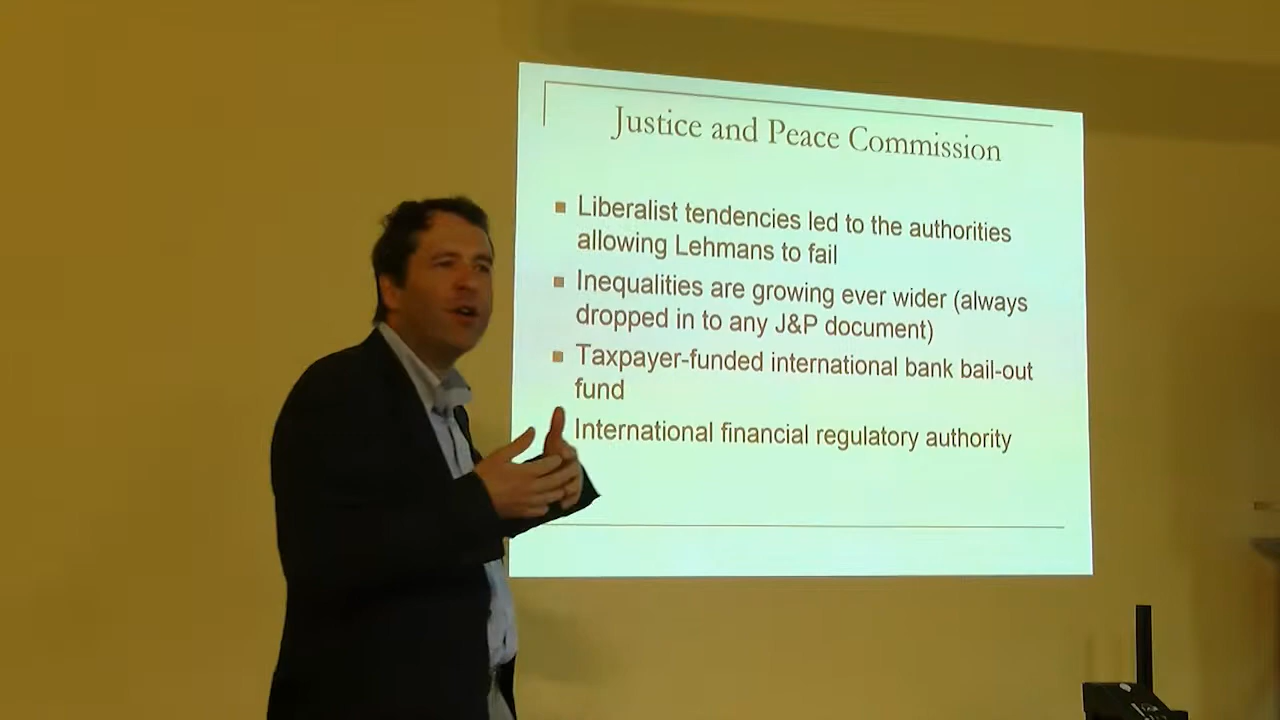 Justice and Peace Commission
Liberalist tendencies led to the authorities
allowing Lehmans to fail
Inequalities are growing ever wider (always
dropped in to any J&P document)
Taxpayer-funded international bank bail-out
fund
International financial regulatory authority